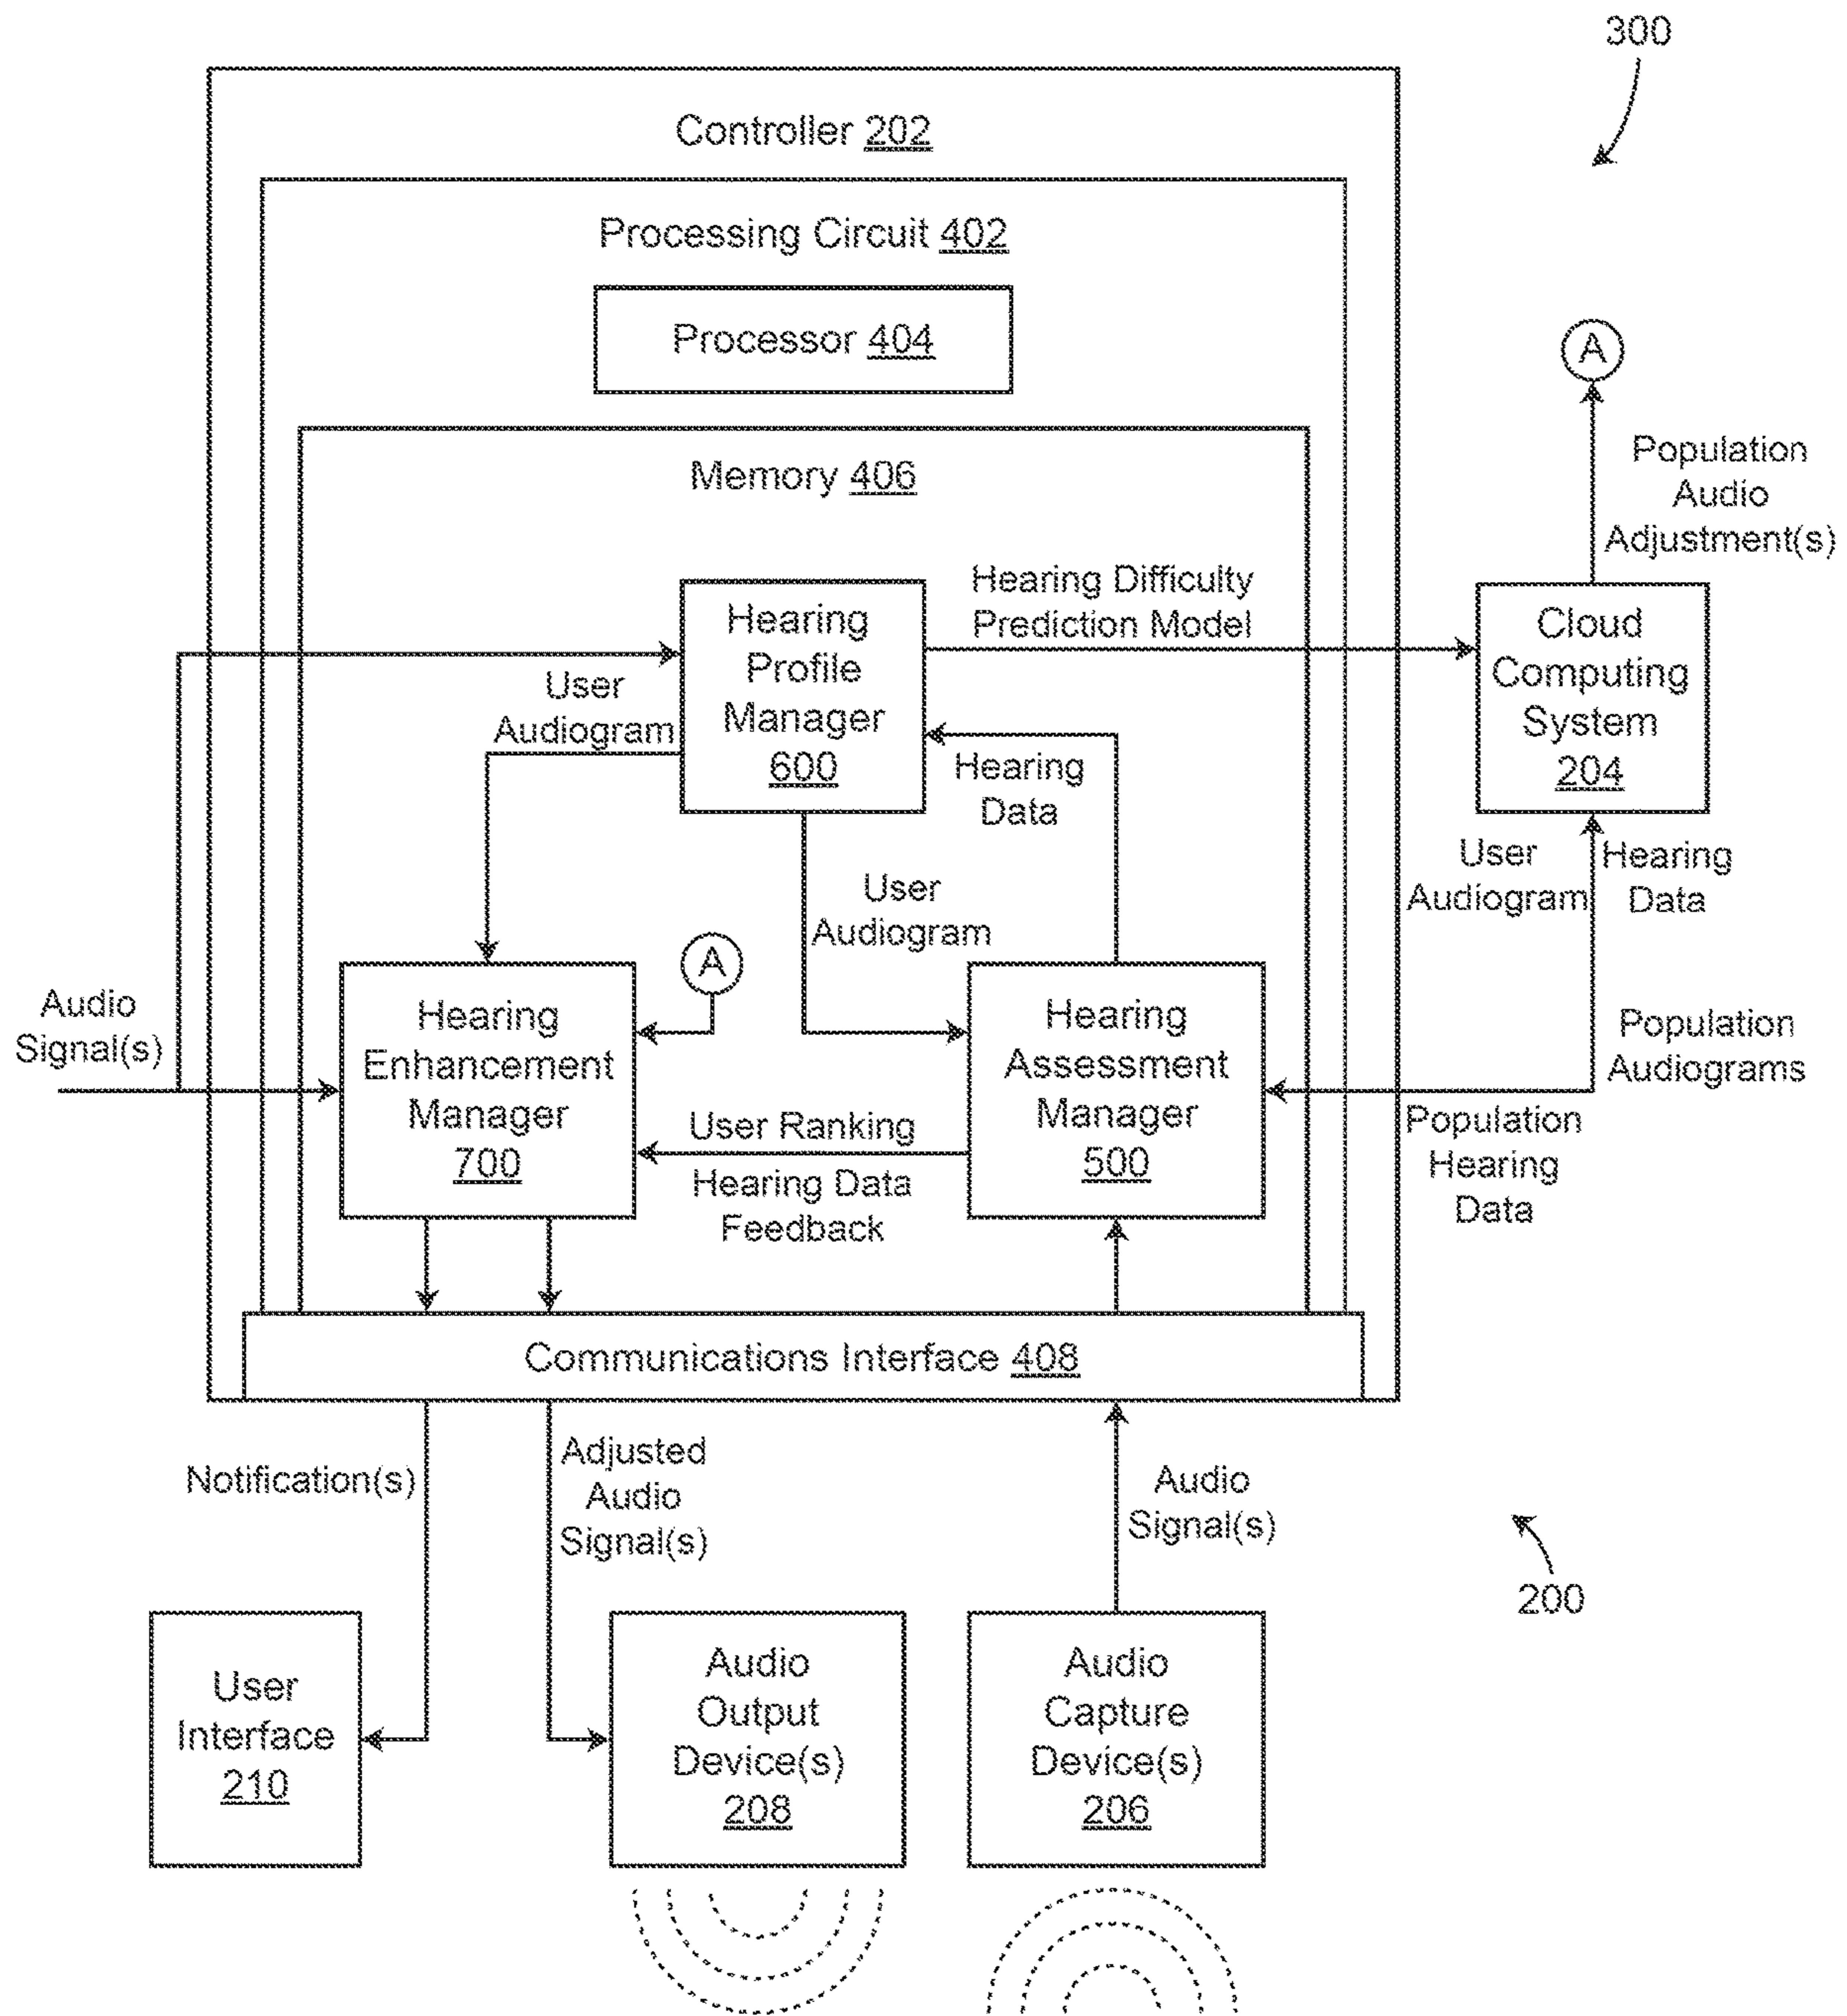 300
Controller 202
Processing Circuit 402
Processor 404
A
Memory 406
Population
Audio
Adjustment(s)
Hearing Difficulty
Prediction Model
Hearing
Profile
Manager
600
Cloud
Computing
System
204
User
Audiogram
Hearing
Data
User
Audiogram
User
Audiogram
Hearing
Data
A
Audio
Signal(s)
Hearing
Enhancement
Manager
700
Hearing
Assessment
Manager
500
Population
Audiograms
User Ranking
Hearing Data
Feedback
Population
Hearing
Data
Communications Interface 408
Notification(s)
Adjusted
Audio
Signal(s)
Audio
Signal(s)
200
User
Interface
210
Audio
Output
Device(s)
208
Audio
Capture
Device(s)
206